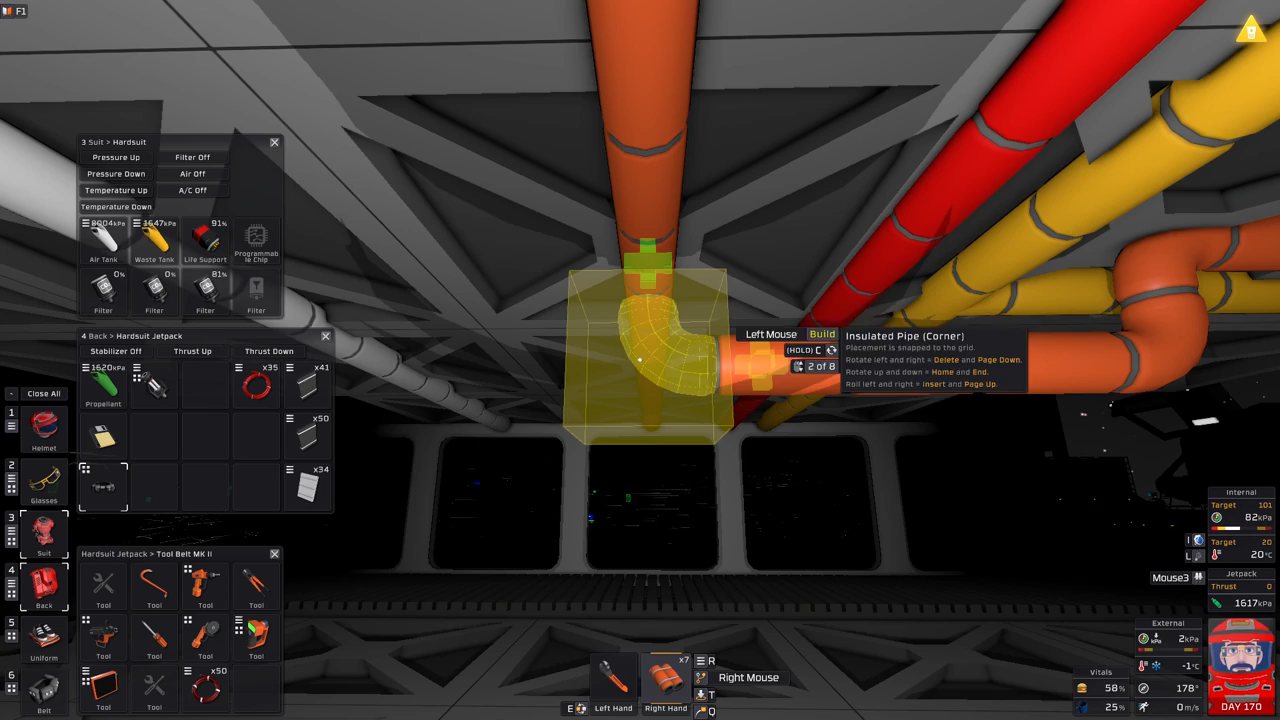 F1
3 Suit > Hardsuit
Pressure Up
Filter Off
Pressure Down
Air Off
Temperature Up
A/C Off
Temperature Down
8004kPa
1647kPa
91%
Air Tank
Waste Tank
Life Support
Programmab
le Chip
0%
0%
81%
Filter
Filter
Filter
Filter
4 Back > Hardsuit Jetpack
Stabilizer Off
Thrust Up
Thrust Down
1620kPa
x35
x41
Propellant
x50
x34
- Close All
1
Helmet
2
Glasses
3
Suit
4
Back
5
Uniform
6
Belt
Hardsuit Jetpack > Tool Belt MK II
Tool
Tool
Tool
Tool
Tool
Tool
Tool
Tool
x50
Tool
Tool
Tool
Left Mouse
Build
(HOLD) C
2 of 8
Insulated Pipe (Corner)
Placement is snapped to the grid.
Rotate left and right = Delete and Page Down.
Rotate up and down = Home and End.
Roll left and right = Insert and Page Up.
x7
R
Right Mouse
T
E
Left Hand
Right Hand
Q
Internal
Target 101
82kPa
Target 20
20°C
I
L
Mouse3
Jetpack
Thrust 0
1617kPa
External
kPa
2kPa
-1°C
Vitals
58%
178°
25%
0m/s
DAY 170